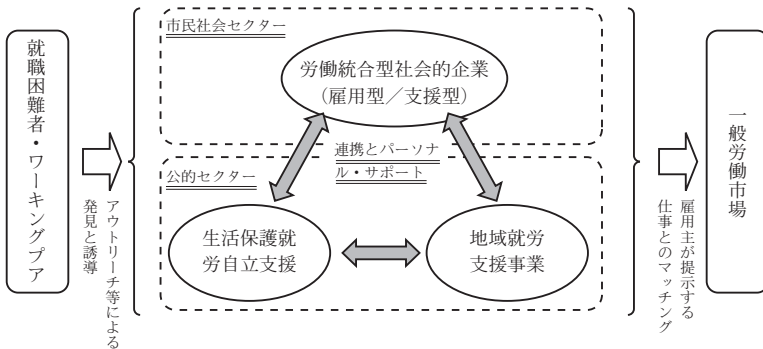 就職困難者・ワーキングプア
アウトリーチ等による
発見と誘導
市民社会セクター
労働統合型社会的企業
（雇用型／支援型）
連携とパーソナ
ル・サポート
公的セクター
生活保護就
労自立支援
地域就労
支援事業
雇用主が提示する
仕事とのマッチング
一般労働市場